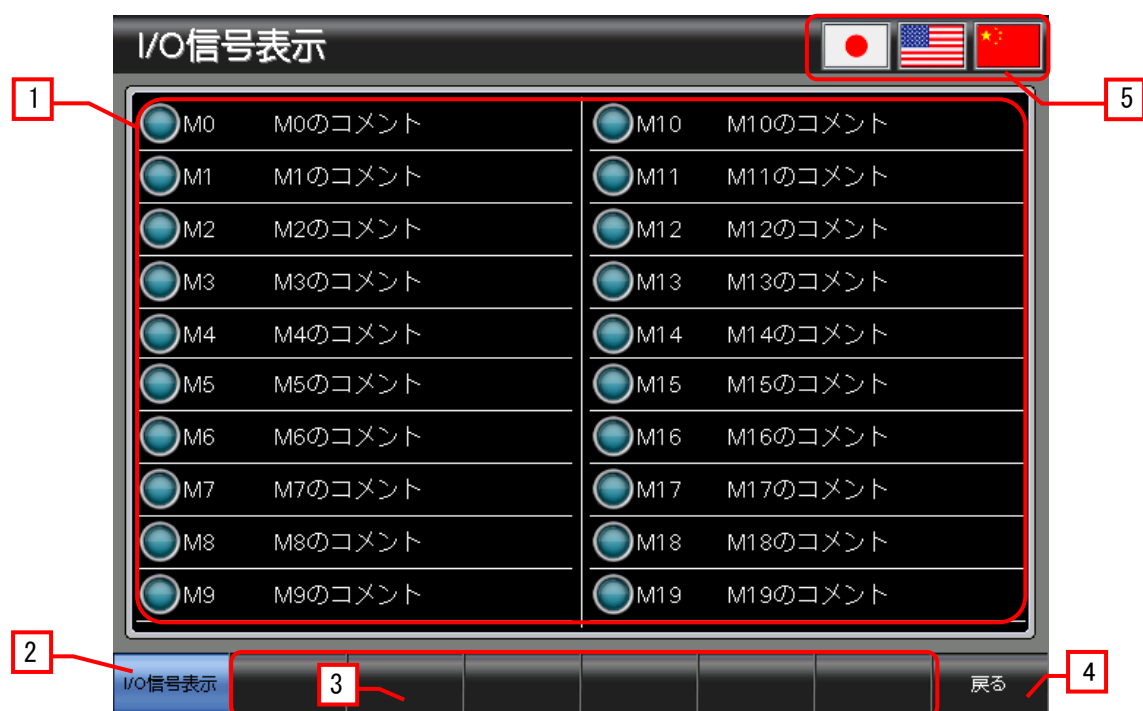 I/O信号表示
1
5
M0 M0のコメント M10 M10のコメント
M1 M1のコメント M11 M11のコメント
M2 M2のコメント M12 M12のコメント
M3 M3のコメント M13 M13のコメント
M4 M4のコメント M14 M14のコメント
M5 M5のコメント M15 M15のコメント
M6 M6のコメント M16 M16のコメント
M7 M7のコメント M17 M17のコメント
M8 M8のコメント M18 M18のコメント
M9 M9のコメント M19 M19のコメント
2
I/O信号表示
3
戻る
4